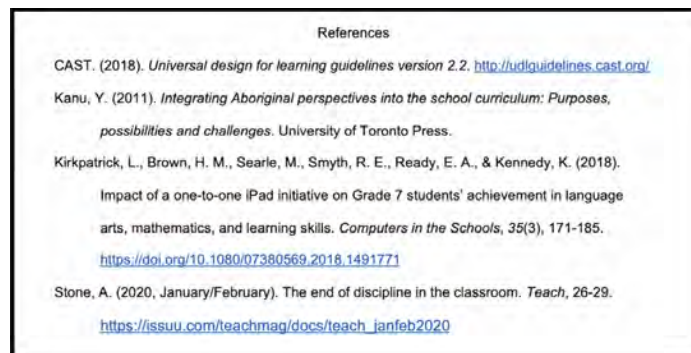 References
CAST. (2018). Universal design for learning guidelines version 2.2. http://udlguidelines.cast.org/
Kanu, Y. (2011). Integrating Aboriginal perspectives into the school curriculum: Purposes,
possibilities and challenges. University of Toronto Press.
Kirkpatrick, L., Brown, H. M., Searle, M., Smyth, R. E., Ready, E. A., & Kennedy, K. (2018).
Impact of a one-to-one iPad initiative on Grade 7 students' achievement in language
arts, mathematics, and learning skills. Computers in the Schools, 35(3), 171-185.
https://doi.org/10.1080/07380569.2018.1491771
Stone, A. (2020, January/February). The end of discipline in the classroom. Teach, 26-29.
https://issuu.com/teachmag/docs/teach_janfeb2020